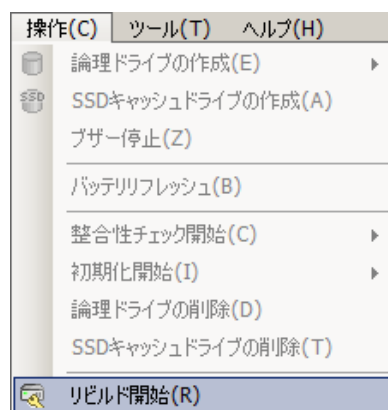 操作(C) ツール(T) ヘルプ(H)
論理ドライブの作成(E)
SSD SSDキャッシュドライブの作成(A)
ブザー停止(Z)
バッテリリフレッシュ(B)
整合性チェック開始(C)
初期化開始(I)
論理ドライブの削除(D)
SSDキャッシュドライブの削除(T)
リビルド開始(R)